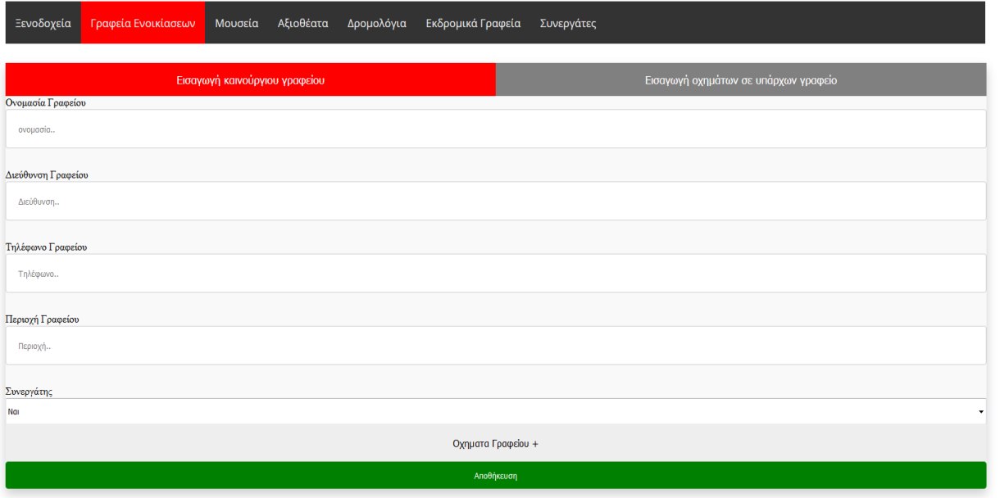 Ξενοδοχεία Γραφεία Ενοικίασεων Μουσεία Αξιοθέατα Δρομολόγια Εκδρομικά Γραφεία Συνεργάτες
Εισαγωγή καινούργιου γραφείου Εισαγωγή οχημάτων σε υπάρχων γραφείο
Ονομασία Γραφείου
ονομασία..
Διεύθυνση Γραφείου
Διεύθυνση..
Τηλέφωνο Γραφείου
Τηλέφωνο..
Περιοχή Γραφείου
Περιοχή..
Συνεργάτης
Ναι
Οχηματα Γραφείου +
Αποθήκευση